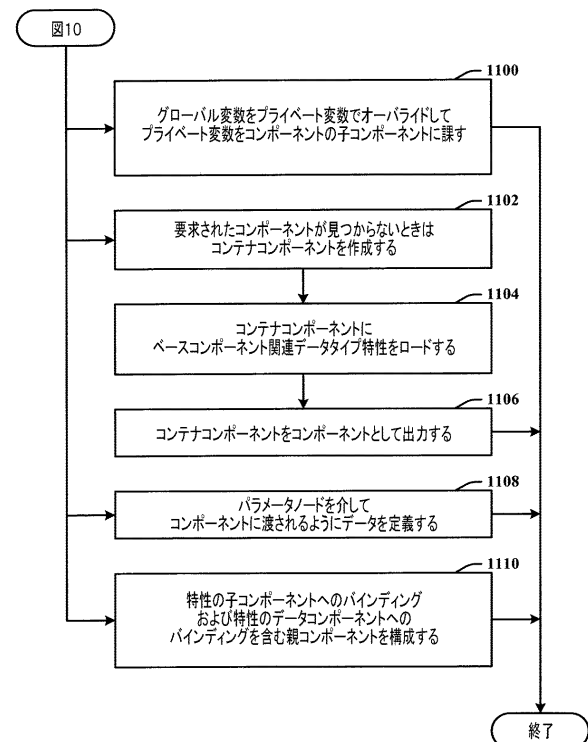 図10
1100
グローバル変数をプライベート変数でオーバライドして
プライベート変数をコンポーネントの子コンポーネントに課す
1102
要求されたコンポーネントが見つからないときは
コンテナコンポーネントを作成する
1104
コンテナコンポーネントに
ベースコンポーネント関連データタイプ特性をロードする
1106
コンテナコンポーネントをコンポーネントとして出力する
1108
パラメータノードを介して
コンポーネントに渡されるようにデータを定義する
1110
特性の子コンポーネントへのバインディング
および特性のデータコンポーネントへの
バインディングを含む親コンポーネントを構成する
終了